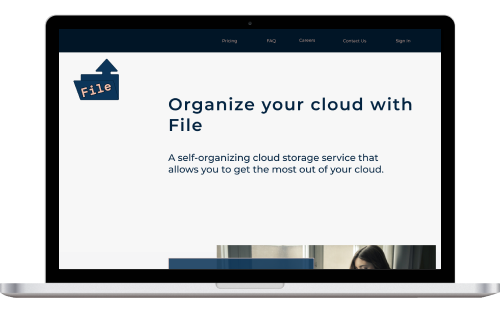 Pricing FAQ Careers Contact Us Sign In
File
Organize your cloud with
File
A self-organizing cloud storage service that
allows you to get the most out of your cloud.